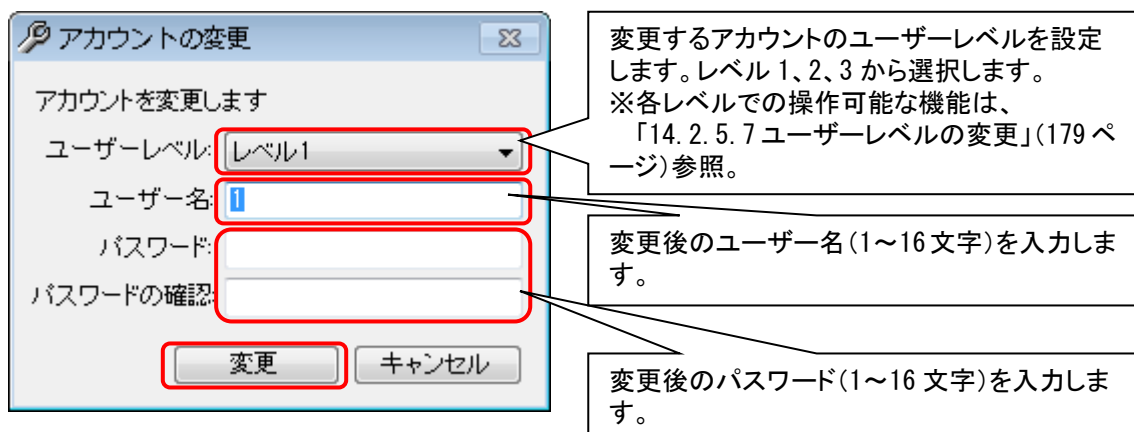 アカウントの変更
アカウントを変更します
ユーザーレベル: レベル1
ユーザー名: 1
パスワード:
パスワードの確認:
変更 キャンセル
変更するアカウントのユーザーレベルを設定
します。レベル 1、2、3 から選択します。
※各レベルでの操作可能な機能は、
「14.2.5.7 ユーザーレベルの変更」(179 ペ
ージ)参照。
変更後のユーザー名(1～16 文字)を入力しま
す。
変更後のパスワード(1～16 文字)を入力しま
す。